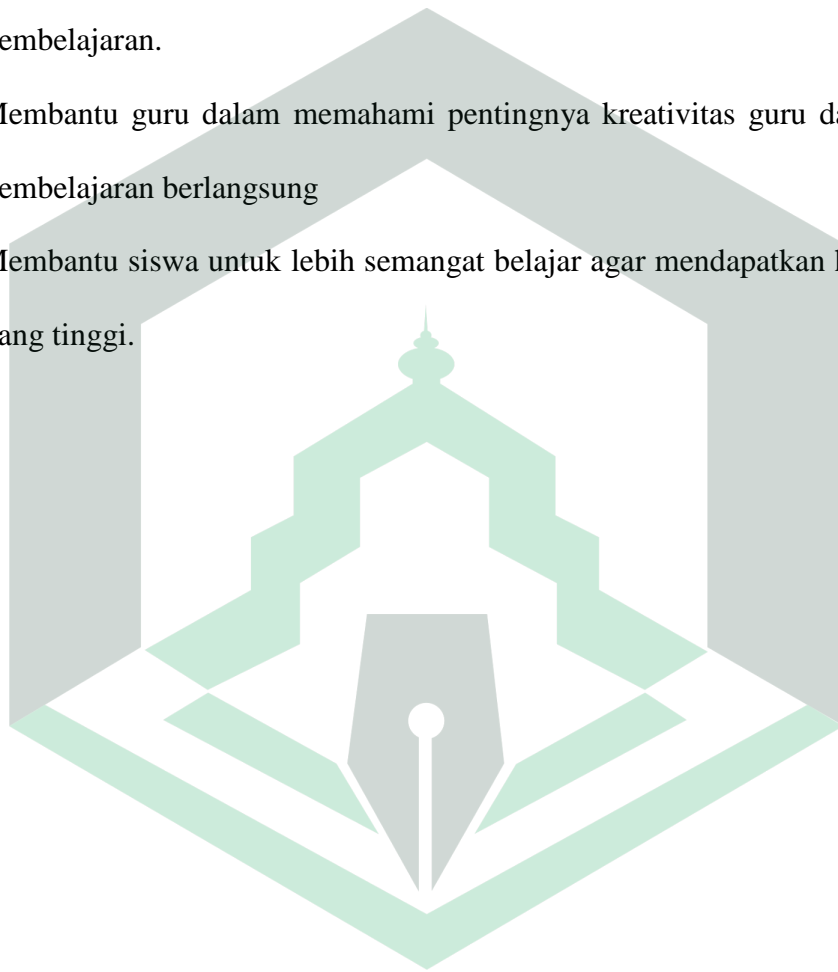 embelajaran.
Membantu guru dalam memahami pentingnya kreativitas guru da
embelajaran berlangsung
Membantu siswa untuk lebih semangat belajar agar mendapatkan
ang tinggi.